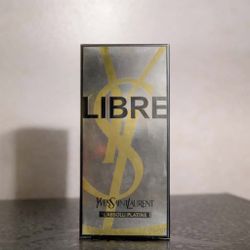 LIBRE
YVESSAINTLAURENT
L'ABSOLU PLATINE